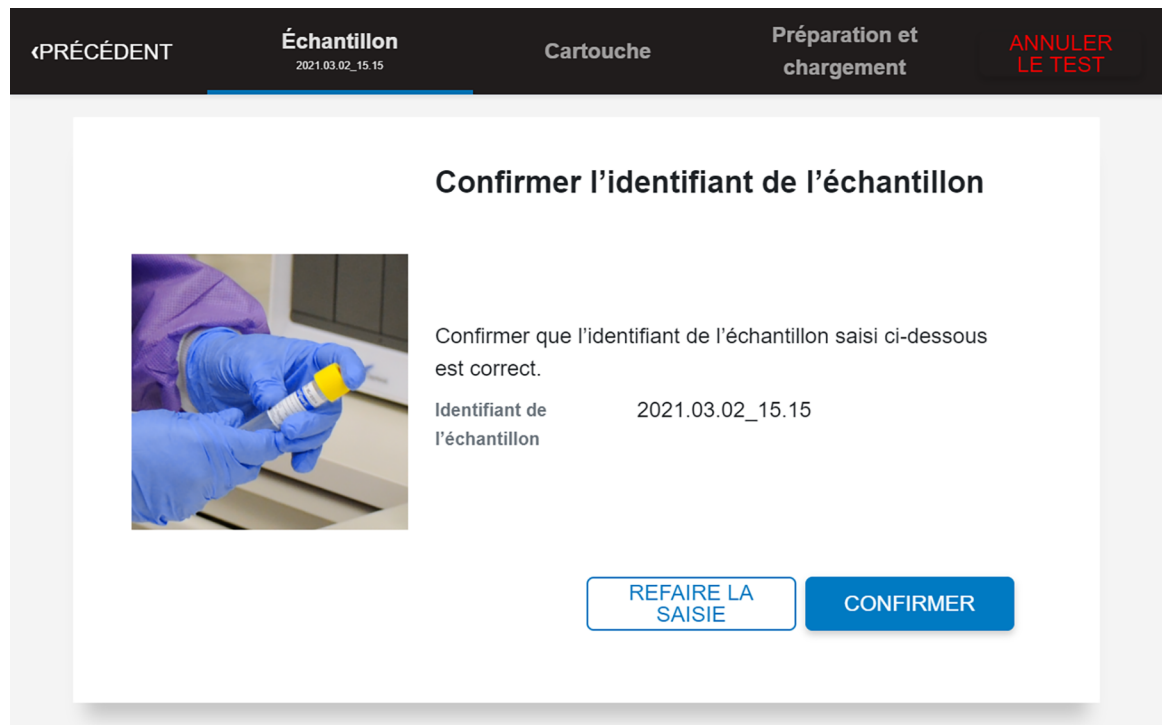 ‹PRÉCÉDENT
Échantillon
2021.03.02_15.15
Cartouche
Préparation et
chargement
ANNULER
LE TEST
Confirmer l’identifiant de l’échantillon
Confirmer que l’identifiant de l’échantillon saisi ci-dessous
est correct.
Identifiant de
l’échantillon
2021.03.02_15.15
REFAIRE LA
SAISIE
CONFIRMER